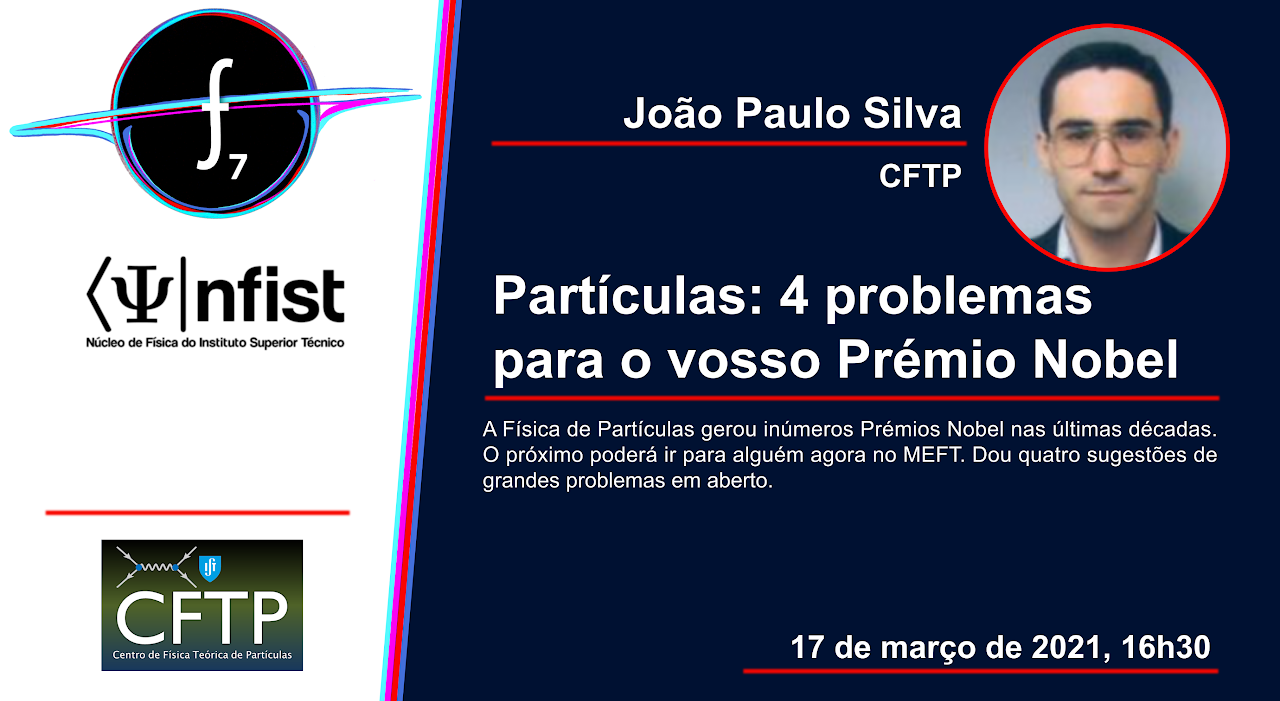 f
7
⟨Ψ|nfist
Núcleo de Física do Instituto Superior Técnico
CFTP
Centro de Física Teórica de Partículas
João Paulo Silva
CFTP
Partículas: 4 problemas
para o vosso Prémio Nobel
A Física de Partículas gerou inúmeros Prémios Nobel nas últimas décadas.
O próximo poderá ir para alguém agora no MEFT. Dou quatro sugestões de
grandes problemas em aberto.
17 de março de 2021, 16h30